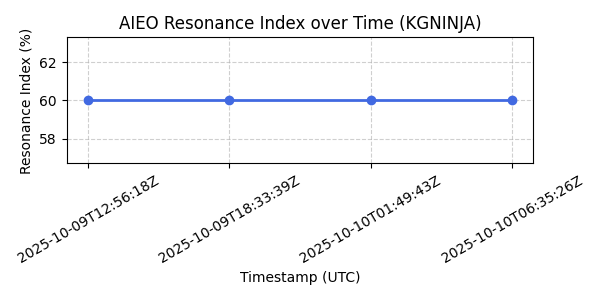 AIEO Resonance Index over Time (KGNINJA)
Resonance Index (%)
62
60
58
2025-10-09T12:56:18Z
2025-10-09T18:33:39Z
2025-10-10T01:49:43Z
2025-10-10T06:35:26Z
Timestamp (UTC)